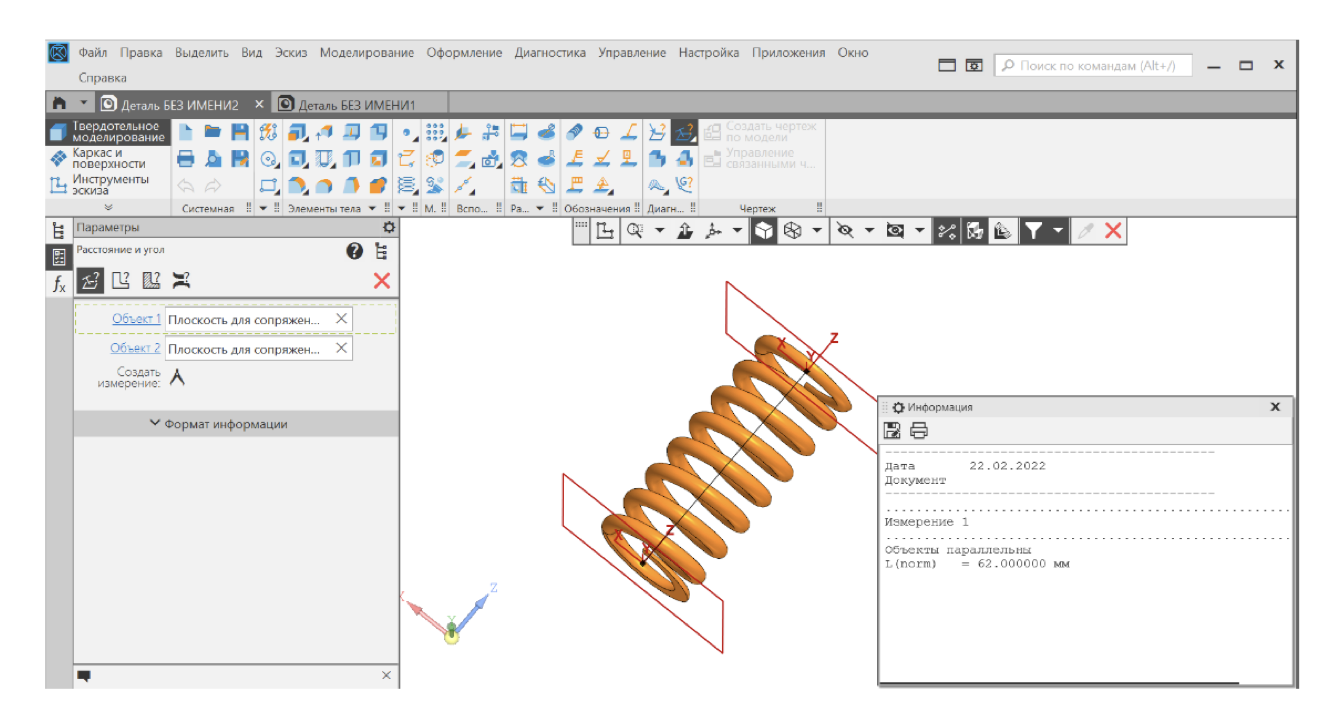 Файл Правка Выделить Вид Эскиз Моделирование Оформление Диагностика Управление Настройка Приложения Окно
Справка
Поиск по командам (Alt+/)
Деталь БЕЗ ИМЕНИ2
Деталь БЕЗ ИМЕНИ1
Твердотельное
моделирование
Каркас и
поверхности
Инструменты
эскиза
Создать чертеж
по модели
Управление
связанными ч...
Системная
Элементы тела
М.
Вспо...
Ра...
Обозначения
Диагн...
Чертеж
Параметры
Расстояние и угол
Объект 1 Плоскость для сопряжен...
Объект 2 Плоскость для сопряжен...
Создать
измерение:
Формат информации
X
Y
Z
X
Y
Z
X
Y
Z
Информация
Дата 22.02.2022
Документ
Измерение 1
Объекты параллельны
L(norm) = 62.000000 мм